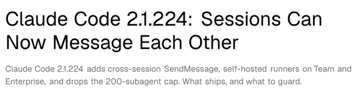 Claude Code 2.1.224: Sessions Can
Now Message Each Other
Claude Code 2.1.224 adds cross-session SendMessage, self-hosted runners on Team and
Enterprise, and drops the 200-subagent cap. What ships, and what to guard.